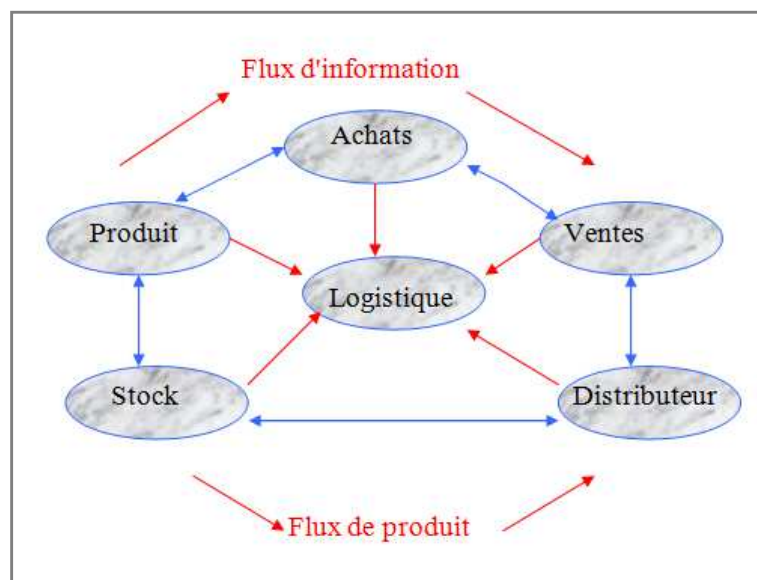 Flux d'information
Achats
Produit
Ventes
Logistique
Stock
Distributeur
Flux de produit